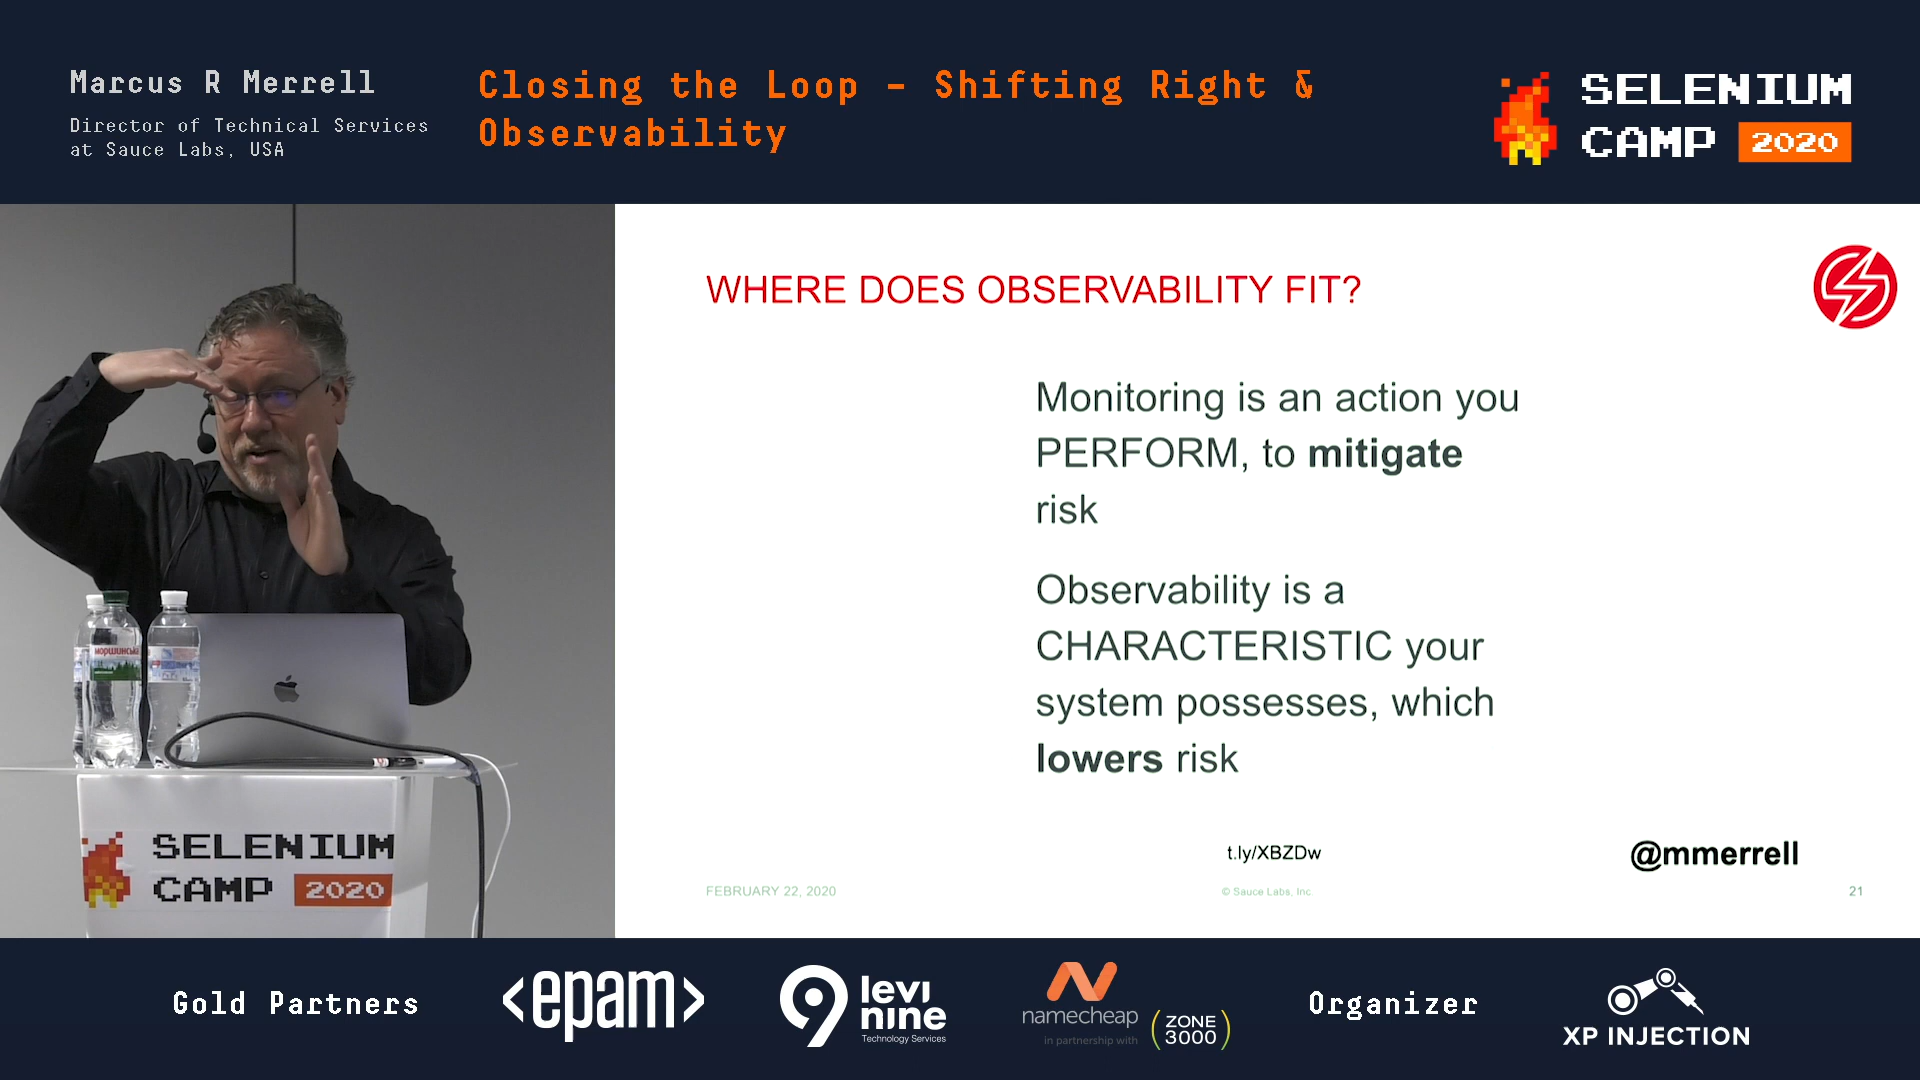 Marcus R Merrell
Director of Technical Services
at Sauce Labs, USA
Closing the Loop – Shifting Right &
Observability
SELENIUM
CAMP 2020
WHERE DOES OBSERVABILITY FIT?
Monitoring is an action you
PERFORM, to mitigate
risk
Observability is a
CHARACTERISTIC your
system possesses, which
lowers risk
t.ly/XBZDw
@mmerrell
FEBRUARY 22, 2020
© Sauce Labs, Inc.
21
моршинська
SELENIUM
CAMP 2020
Gold Partners
<epam>
levi
nine
Technology Services
namecheap
in partnership with
ZONE
3000
Organizer
XP INJECTION